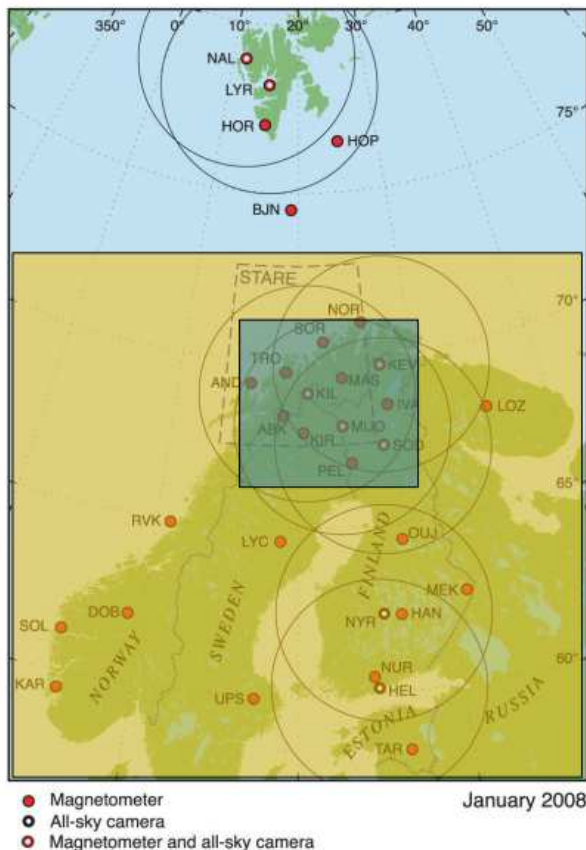 350° 0° 10° 20° 30° 40° 50°
NAL
75°
LYR
HOR
HOP
BJN
STARE
70°
NOR
SOR
TRO
KEV
AND
MAS
KIL
IVA
LOZ
ABK
MUO
KIR
SOD
PEL
65°
RVK
LYC
OUJ
FINLAND
MEK
DOB
SWEDEN
NYR
HAN
SOL
NORWAY
60°
NUR
KAR
HEL
RUSSIA
UPS
ESTONIA
TAR
Magnetometer
January 2008
All-sky camera
Magnetometer and all-sky camera